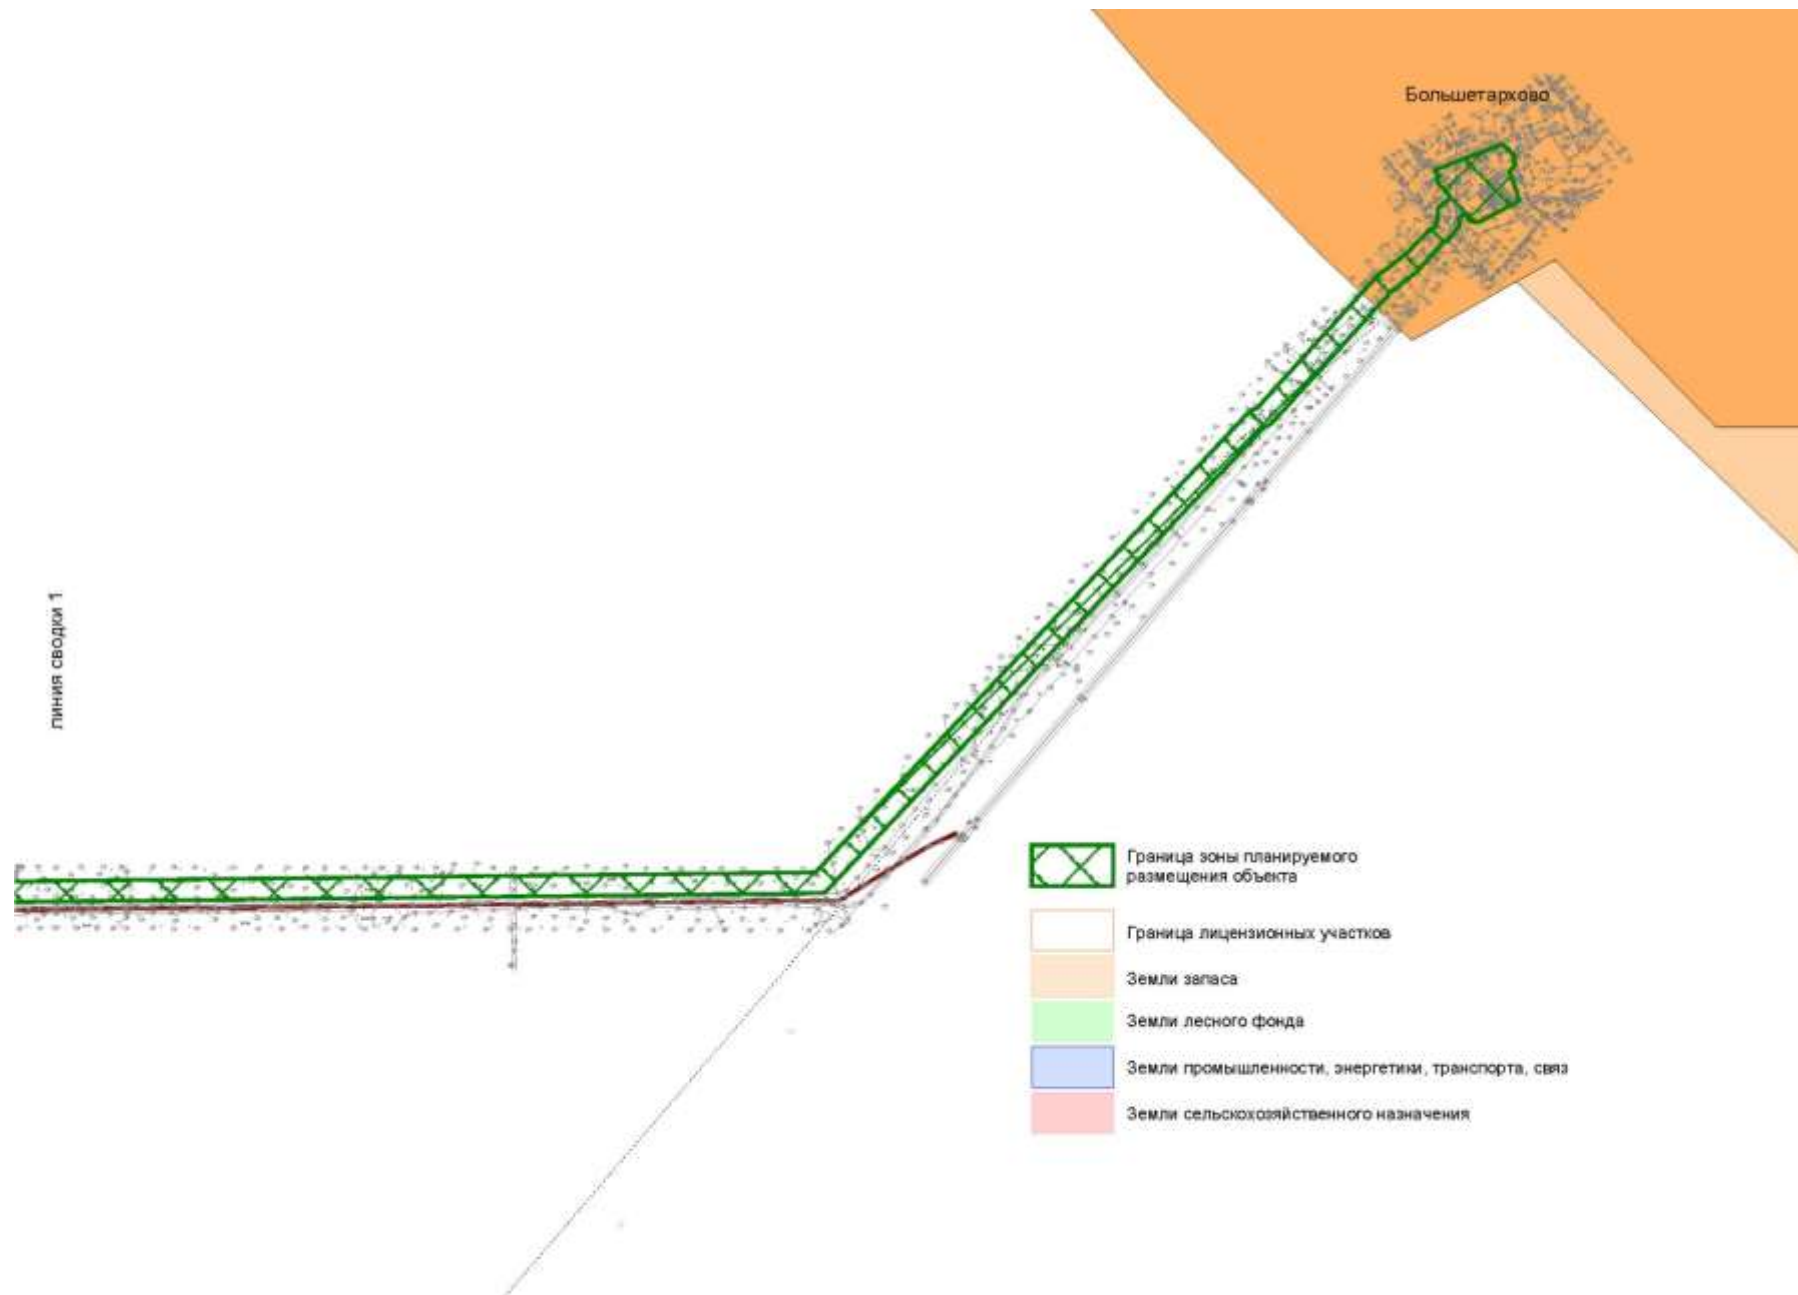 Большетархово
линия сводки 1
Граница зоны планируемого
размещения объекта
Граница лицензионных участков
Земли запаса
Земли лесного фонда
Земли промышленности, энергетики, транспорта, связ
Земли сельскохозяйственного назначения